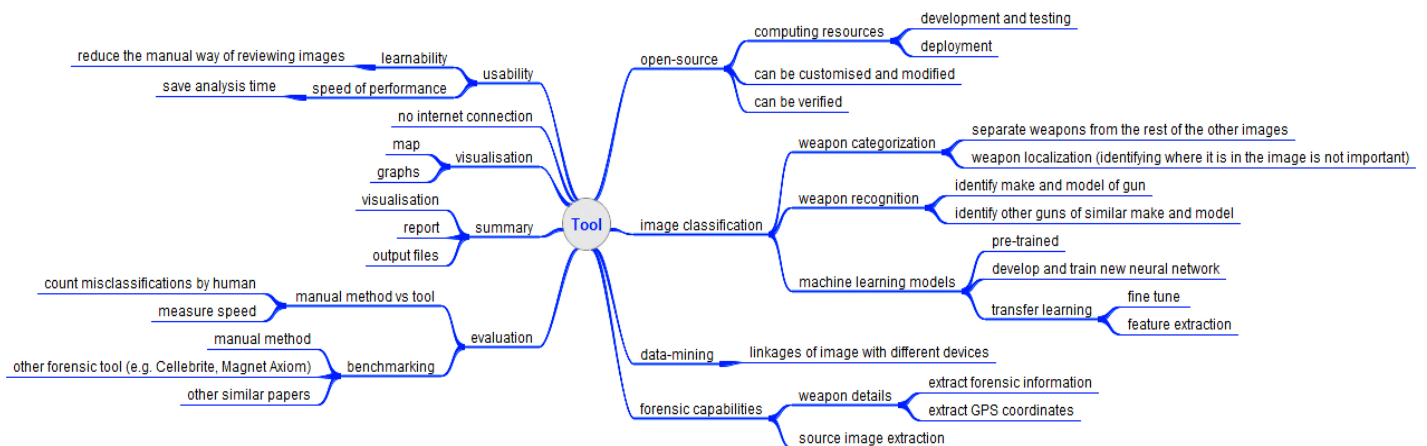 Tool
usability
learnability
reduce the manual way of reviewing images
speed of performance
save analysis time
no internet connection
visualisation
map
graphs
summary
visualisation
report
output files
evaluation
manual method vs tool
count misclassifications by human
measure speed
benchmarking
manual method
other forensic tool (e.g. Cellebrite, Magnet Axiom)
other similar papers
open-source
computing resources
development and testing
deployment
can be customised and modified
can be verified
image classification
weapon categorization
separate weapons from the rest of the other images
weapon localization (identifying where it is in the image is not important)
weapon recognition
identify make and model of gun
identify other guns of similar make and model
machine learning models
pre-trained
develop and train new neural network
transfer learning
fine tune
feature extraction
data-mining
linkages of image with different devices
forensic capabilities
weapon details
extract forensic information
extract GPS coordinates
source image extraction